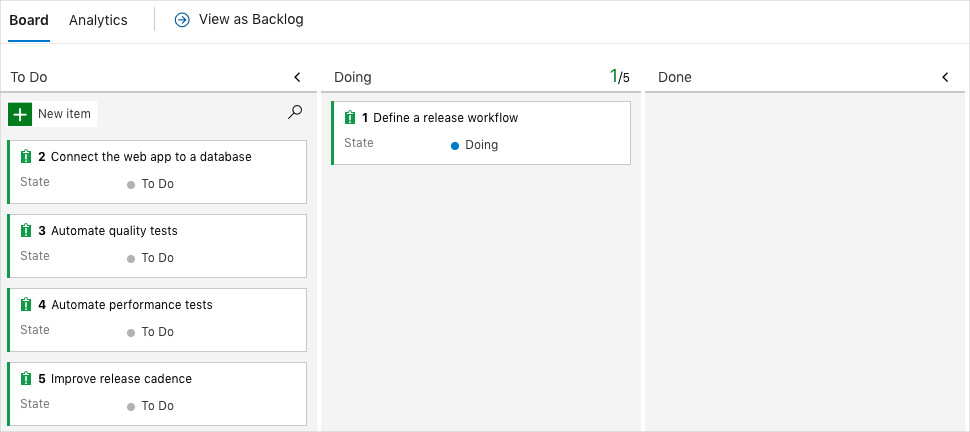 Board Analytics View as Backlog
To Do
New item
2 Connect the web app to a database
State To Do
3 Automate quality tests
State To Do
4 Automate performance tests
State To Do
5 Improve release cadence
State To Do
Doing 1/5
1 Define a release workflow
State Doing
Done